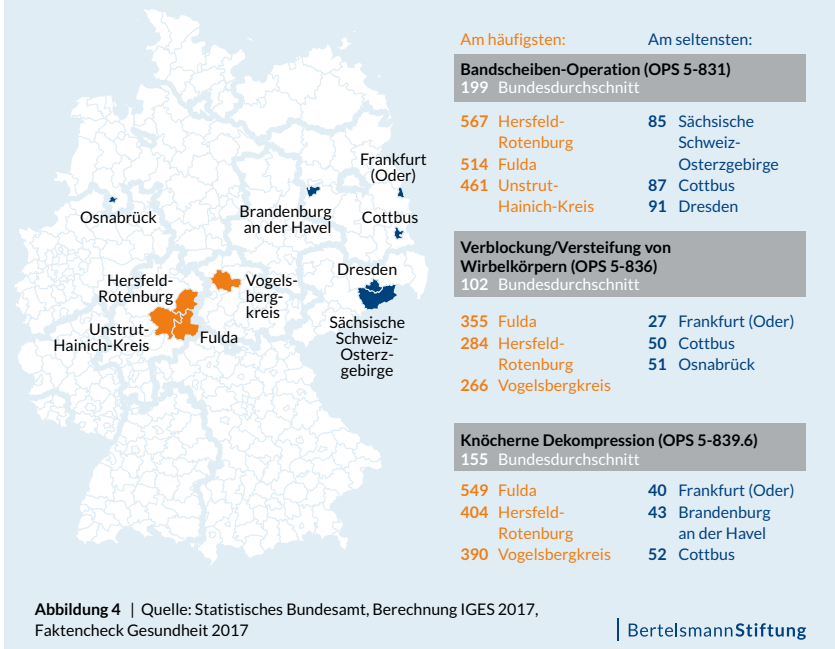 Frankfurt
(Oder)
Osnabrück
Brandenburg
an der Havel
Cottbus
Dresden
Hersfeld-
Rotenburg
Vogels-
berg-
kreis
Unstrut-
Hainich-Kreis
Fulda
Sächsische
Schweiz-
Osterz-
gebirge
Am häufigsten:
Am seltensten:
Bandscheiben-Operation (OPS 5-831)
199 Bundesdurchschnitt
567 Hersfeld-
Rotenburg
514 Fulda
461 Unstrut-
Hainich-Kreis
85 Sächsische
Schweiz-
Osterzgebirge
87 Cottbus
91 Dresden
Verblockung/Versteifung von
Wirbelkörpern (OPS 5-836)
102 Bundesdurchschnitt
355 Fulda
284 Hersfeld-
Rotenburg
266 Vogelsbergkreis
27 Frankfurt (Oder)
50 Cottbus
51 Osnabrück
Knöcherne Dekompression (OPS 5-839.6)
155 Bundesdurchschnitt
549 Fulda
404 Hersfeld-
Rotenburg
390 Vogelsbergkreis
40 Frankfurt (Oder)
43 Brandenburg
an der Havel
52 Cottbus
Abbildung 4 | Quelle: Statistisches Bundesamt, Berechnung IGES 2017,
Faktencheck Gesundheit 2017
BertelsmannStiftung